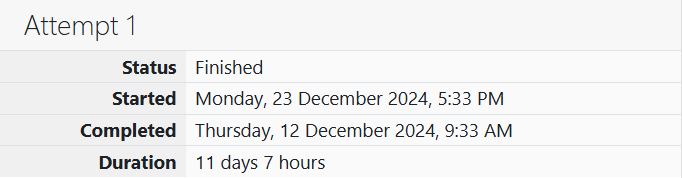 Attempt 1
Status Finished
Started Monday, 23 December 2024, 5:33 PM
Completed Thursday, 12 December 2024, 9:33 AM
Duration 11 days 7 hours